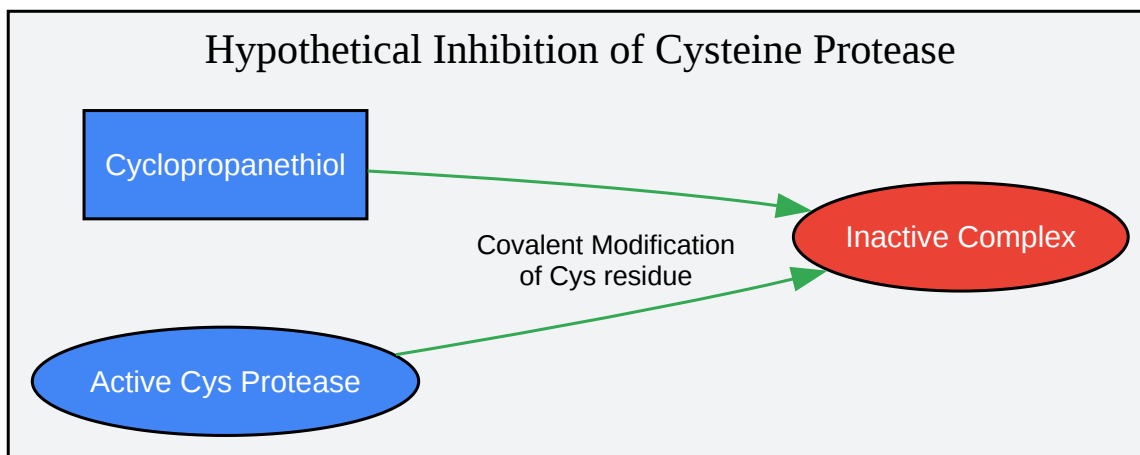 Hypothetical Inhibition of Cysteine Protease
Cyclopropanethiol
Inactive Complex
Covalent Modification
of Cys residue
Active Cys Protease